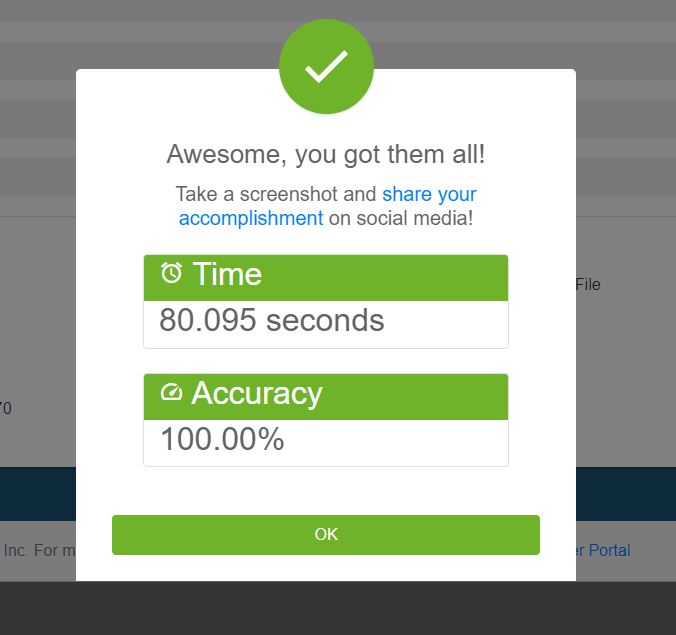 Awesome, you got them all!
Take a screenshot and share your
accomplishment on social media!
Time
File
80.095 seconds
Accuracy
70
100.00%
OK
Inc. For m
er Portal